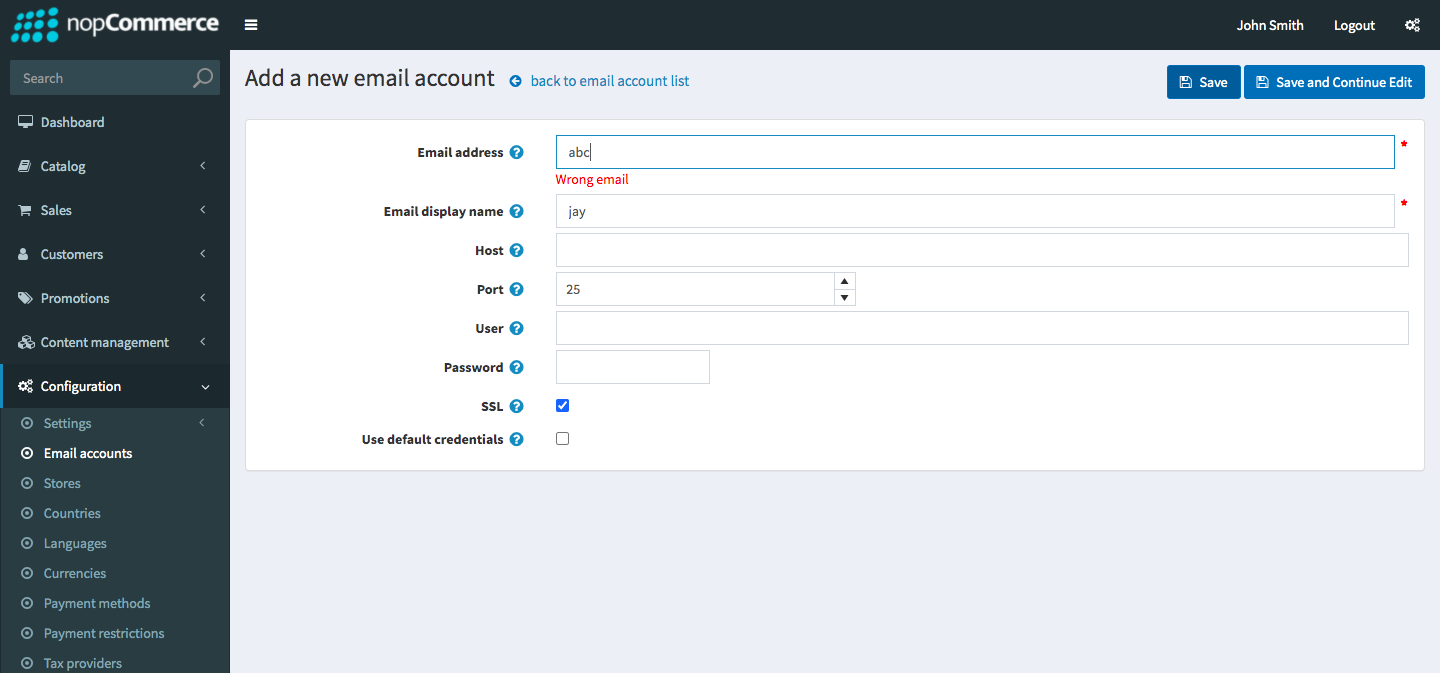 nopCommerce
John Smith
Logout
Search
Dashboard
Catalog
Sales
Customers
Promotions
Content management
Configuration
Settings
Email accounts
Stores
Countries
Languages
Currencies
Payment methods
Payment restrictions
Tax providers
Add a new email account back to email account list
Save
Save and Continue Edit
Email address ? abc *
Wrong email
Email display name ? jay *
Host ?
Port ? 25
User ?
Password ?
SSL ?
Use default credentials ?